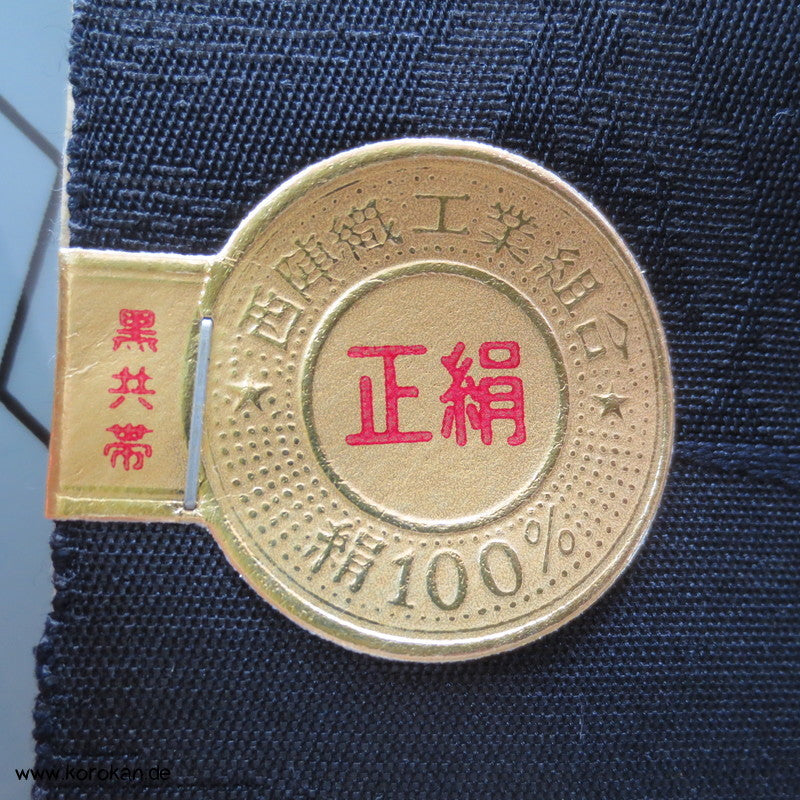 西陣織工業組合
正絹
絹100%
黒共帯
www.korokan.de